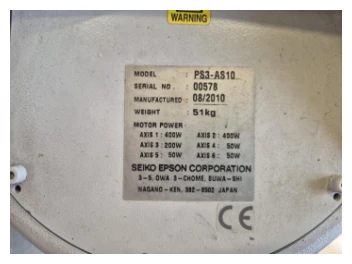 WARNING
MODEL : PS3-AS10
SERIAL NO. : 00578
MANUFACTURED : 08/2010
WEIGHT : 51kg
MOTOR POWER
AXIS 1 : 400W AXIS 2 : 400W
AXIS 3 : 200W AXIS 4 : 50W
AXIS 5 : 50W AXIS 6 : 50W
SEIKO EPSON CORPORATION
3-5, OWA 3-CHOME, SUWA-SHI
NAGANO-KEN, 392-8502 JAPAN
CE